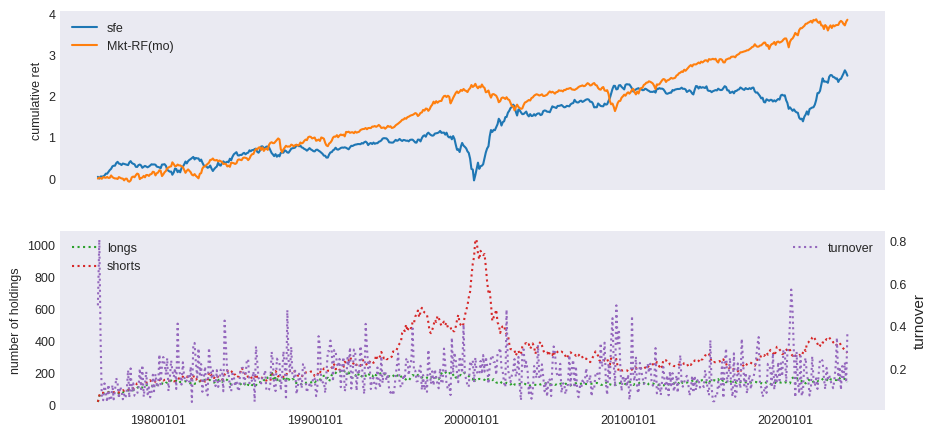 4
3
2
1
0
cumulative ret
sfe
Mkt-RF(mo)
1000
800
600
400
200
0
number of holdings
longs
shorts
turnover
0.8
0.6
0.4
0.2
turnover
19800101
19900101
20000101
20100101
20200101